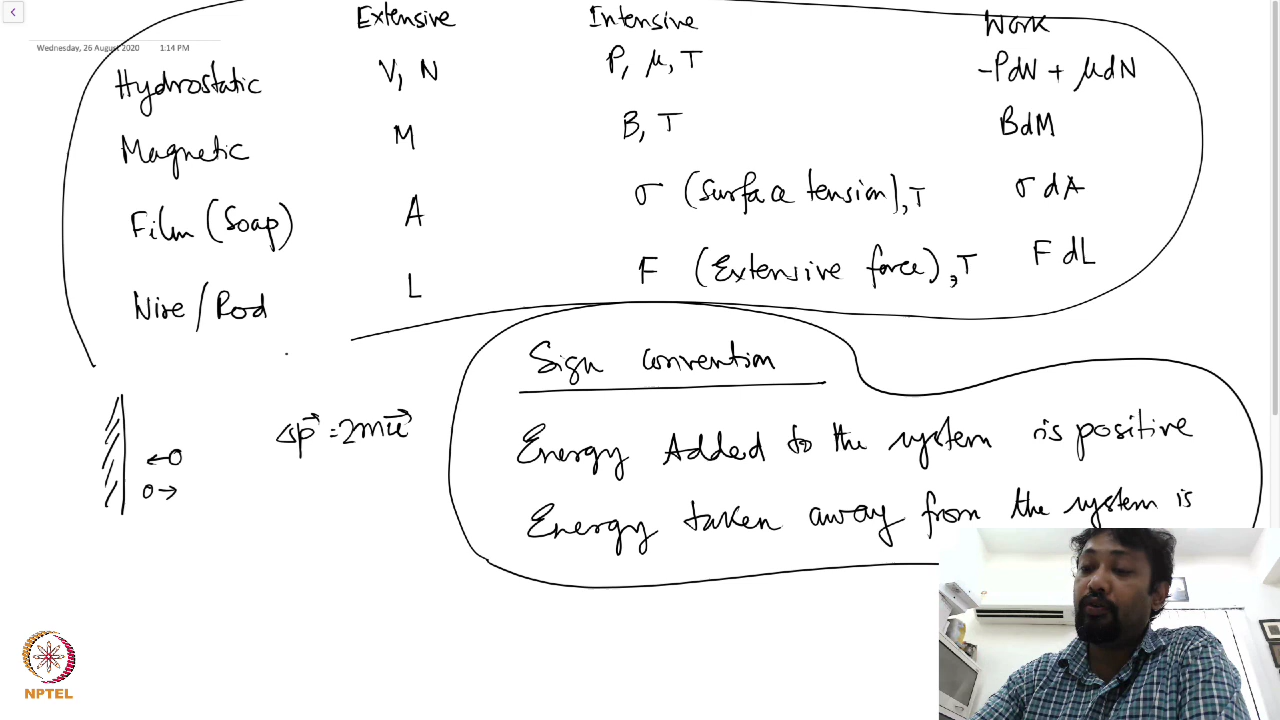 Extensive Intensive Work
Wednesday, 26 August 2020 1:14 PM
Hydrostatic V, N P, μ, T -PdV + μdN
Magnetic M B, T BdM
Film (Soap) A σ (Surface tension), T σ dA
Wire / Rod L F (Extensive force), T F dL
Sign convention
Δp⃗ = 2mu⃗
Energy Added to the system is positive
Energy taken away from the system is
NPTEL